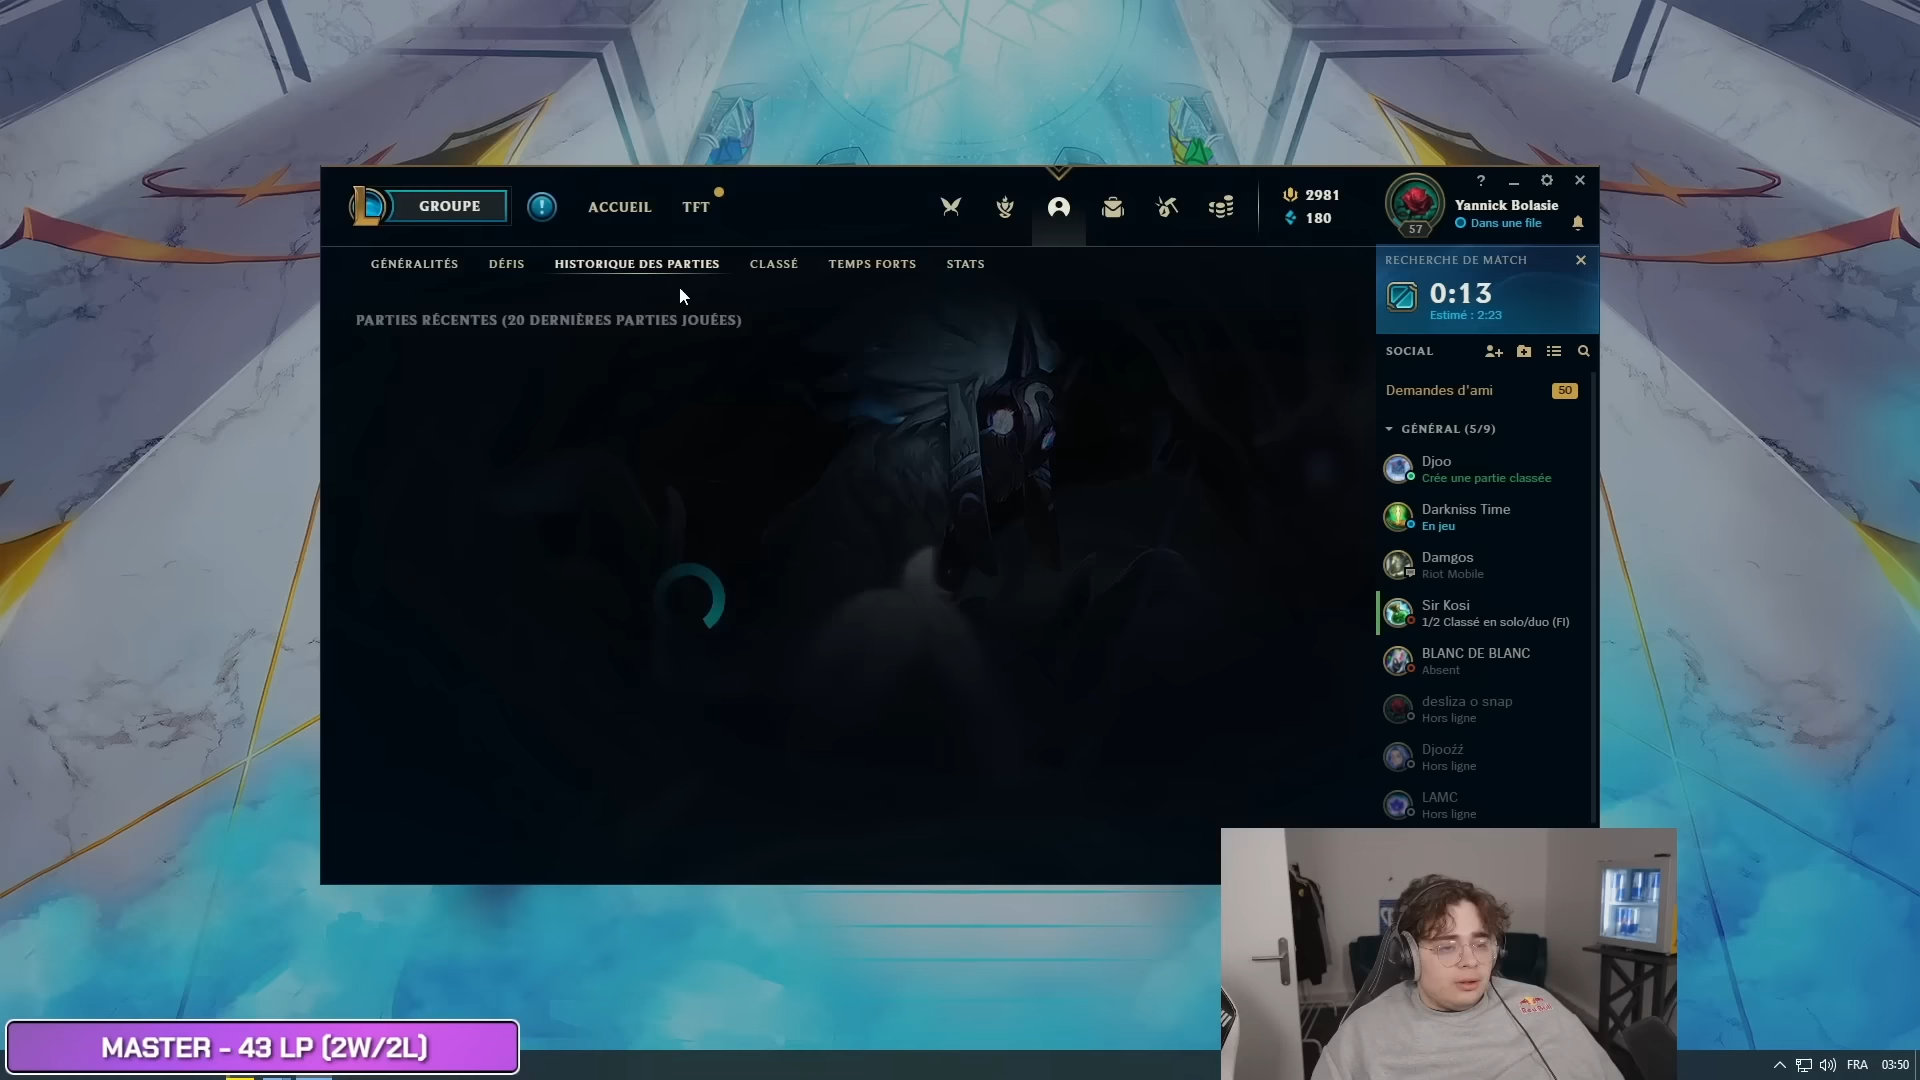 GROUPE
ACCUEIL
TFT
2981
180
57
Yannick Bolasie
Dans une file
GÉNÉRALITÉS
DÉFIS
HISTORIQUE DES PARTIES
CLASSÉ
TEMPS FORTS
STATS
PARTIES RÉCENTES (20 DERNIÈRES PARTIES JOUÉES)
RECHERCHE DE MATCH
0:13
Estimé : 2:23
SOCIAL
Demandes d'ami
50
GÉNÉRAL (5/9)
Djoo
Crée une partie classée
Darkniss Time
En jeu
Damgos
Riot Mobile
Sir Kosi
1/2 Classé en solo/duo (FI)
BLANC DE BLANC
Absent
desliza o snap
Hors ligne
Djooźź
Hors ligne
LAMC
Hors ligne
Red Bull
MASTER - 43 LP (2W/2L)
FRA
03:50